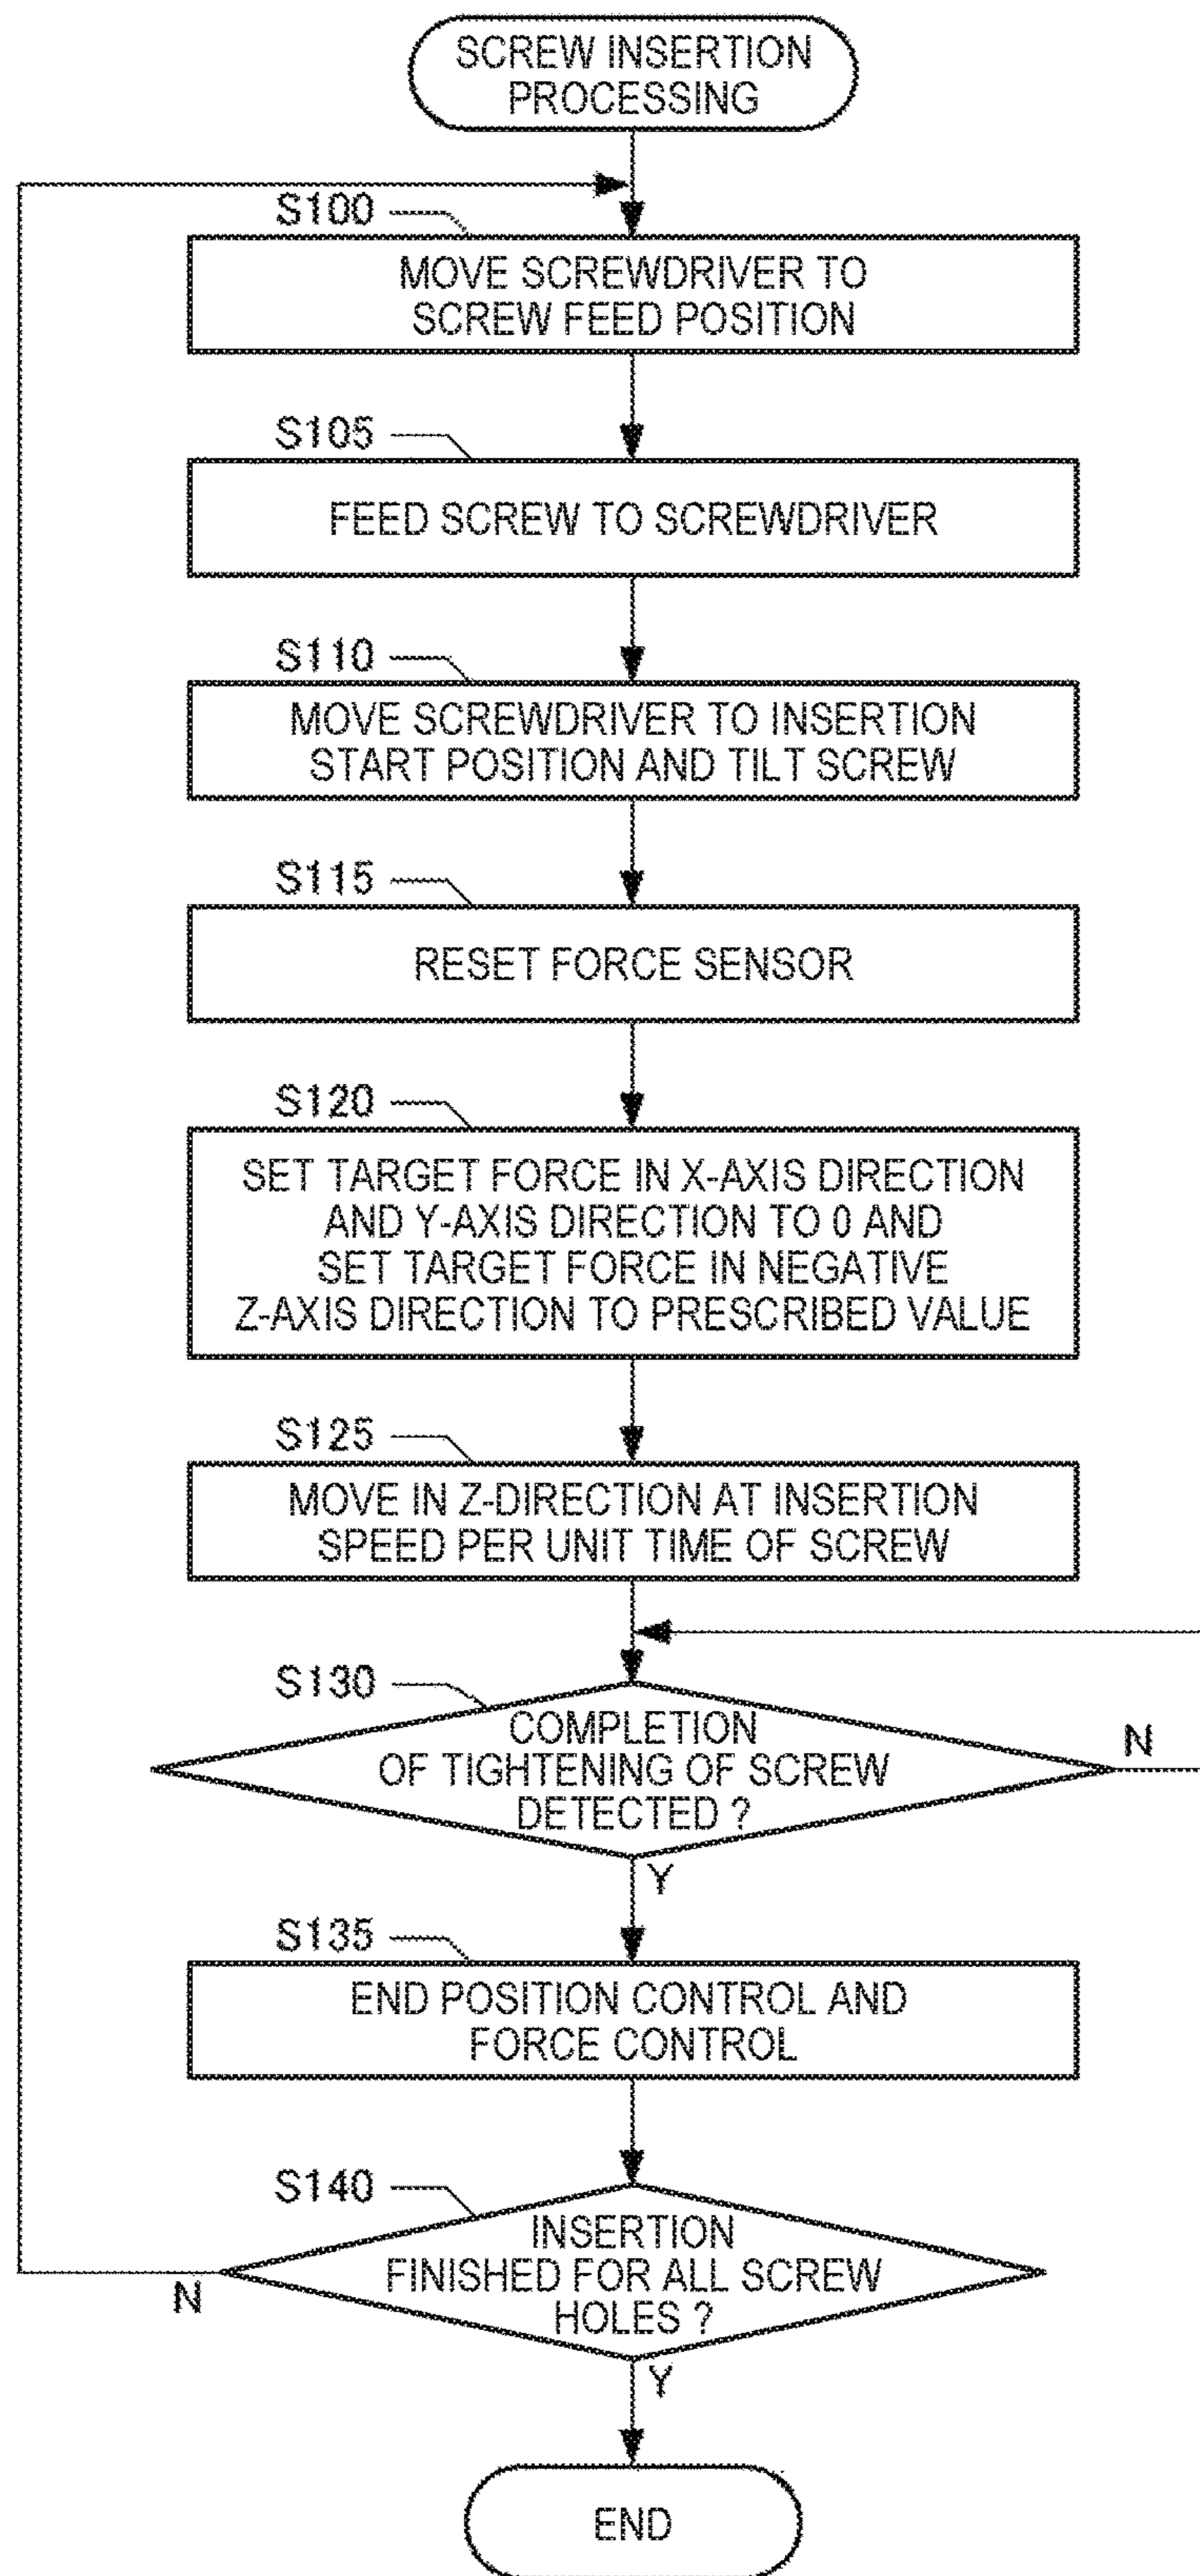 SCREW INSERTION
PROCESSING
S100
MOVE SCREWDRIVER TO
SCREW FEED POSITION
S105
FEED SCREW TO SCREWDRIVER
S110
MOVE SCREWDRIVER TO INSERTION
START POSITION AND TILT SCREW
S115
RESET FORCE SENSOR
S120
SET TARGET FORCE IN X-AXIS DIRECTION
AND Y-AXIS DIRECTION TO 0 AND
SET TARGET FORCE IN NEGATIVE
Z-AXIS DIRECTION TO PRESCRIBED VALUE
S125
MOVE IN Z-DIRECTION AT INSERTION
SPEED PER UNIT TIME OF SCREW
S130
COMPLETION
OF TIGHTENING OF SCREW
DETECTED ?
N
Y
S135
END POSITION CONTROL AND
FORCE CONTROL
S140
INSERTION
FINISHED FOR ALL SCREW
HOLES ?
N
Y
END